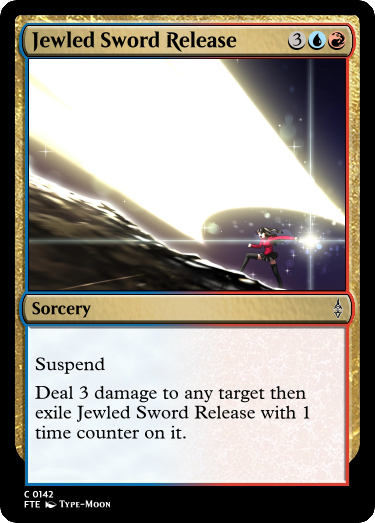 Jewled Sword Release 3
Sorcery
Suspend
Deal 3 damage to any target then
exile Jewled Sword Release with 1
time counter on it.
C 0142
FTE Type-Moon